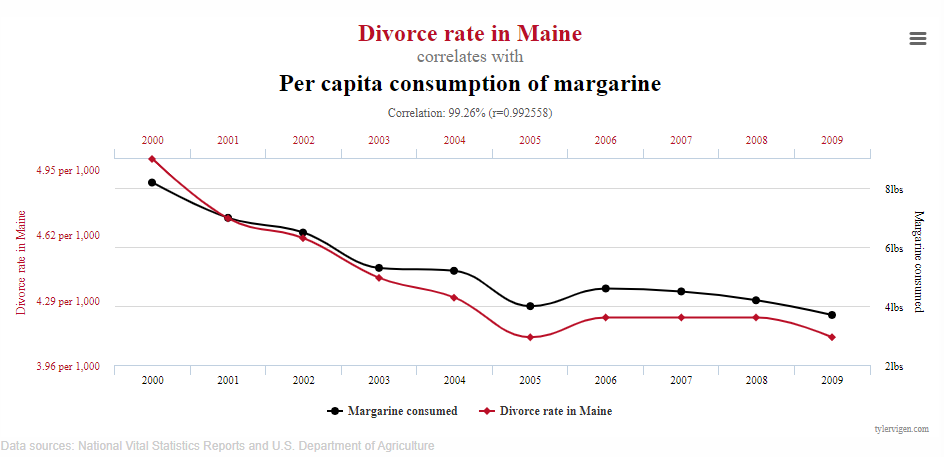 Divorce rate in Maine
correlates with
Per capita consumption of margarine
Correlation: 99.26% (r=0.992558)
2000 2001 2002 2003 2004 2005 2006 2007 2008 2009
4.95 per 1,000
4.62 per 1,000
4.29 per 1,000
3.96 per 1,000
Divorce rate in Maine
8lbs
6lbs
4lbs
2lbs
Margarine consumed
2000 2001 2002 2003 2004 2005 2006 2007 2008 2009
Margarine consumed Divorce rate in Maine
tylervigen.com
Data sources: National Vital Statistics Reports and U.S. Department of Agriculture